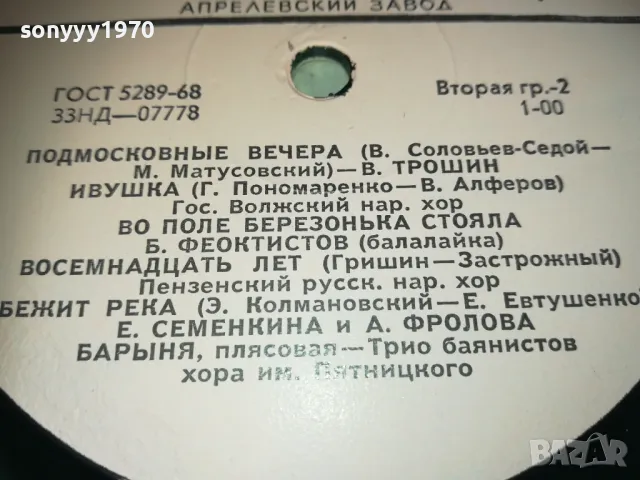 АПРЕЛЕВСКИЙ ЗАВОД
sonyyy1970
ГОСТ 5289-68
33НД—07778
Вторая гр.-2
1-00
ПОДМОСКОВНЫЕ ВЕЧЕРА (В. Соловьев-Седой—
М. Матусовский)—В. ТРОШИН
ИВУШКА (Г. Пономаренко—В. Алферов)
Гос. Волжский нар. хор
ВО ПОЛЕ БЕРЕЗОНЬКА СТОЯЛА
Б. ФЕОКТИСТОВ (балалайка)
ВОСЕМНАДЦАТЬ ЛЕТ (Гришин—Застрожный)
Пензенский русск. нар. хор
БЕЖИТ РЕКА (Э. Колмановский—Е. Евтушенко)
Е. СЕМЕНКИНА и А. ФРОЛОВА
БАРЫНЯ, плясовая—Трио баянистов
хора им. Пятницкого
BAZAR